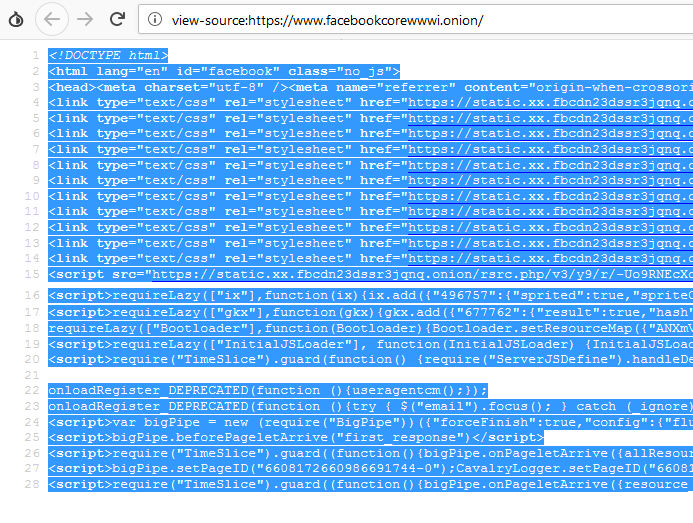 view-source:https://www.facebookcorewwwi.onion/
1 <!DOCTYPE html>
2 <html lang="en" id="facebook" class="no_js">
3 <head><meta charset="utf-8" /><meta name="referrer" content="origin-when-crossori
4 <link type="text/css" rel="stylesheet" href="https://static.xx.fbcdn23dssr3jqnq.o
5 <link type="text/css" rel="stylesheet" href="https://static.xx.fbcdn23dssr3jqnq.o
6 <link type="text/css" rel="stylesheet" href="https://static.xx.fbcdn23dssr3jqnq.o
7 <link type="text/css" rel="stylesheet" href="https://static.xx.fbcdn23dssr3jqnq.o
8 <link type="text/css" rel="stylesheet" href="https://static.xx.fbcdn23dssr3jqnq.o
9 <link type="text/css" rel="stylesheet" href="https://static.xx.fbcdn23dssr3jqnq.o
10 <link type="text/css" rel="stylesheet" href="https://static.xx.fbcdn23dssr3jqnq.o
11 <link type="text/css" rel="stylesheet" href="https://static.xx.fbcdn23dssr3jqnq.o
12 <link type="text/css" rel="stylesheet" href="https://static.xx.fbcdn23dssr3jqnq.o
13 <link type="text/css" rel="stylesheet" href="https://static.xx.fbcdn23dssr3jqnq.o
14 <link type="text/css" rel="stylesheet" href="https://static.xx.fbcdn23dssr3jqnq.o
15 <script src="https://static.xx.fbcdn23dssr3jqnq.onion/rsrc.php/v3/y9/r/-Uo9RNEcXc
16 <script>requireLazy(["ix"],function(ix){ix.add({"496757":{"sprited":true,"spriteC
17 <script>requireLazy(["gkx"],function(gkx){gkx.add({"677762":{"result":true,"hash"
18 requireLazy(["Bootloader"],function(Bootloader){Bootloader.setResourceMap({"ANXmV
19 <script>requireLazy(["InitialJSLoader"], function(InitialJSLoader) {InitialJSLoad
20 <script>require("TimeSlice").guard(function() {require("ServerJSDefine").handleDe
21
22 onloadRegister_DEPRECATED(function (){useragentcm();});
23 onloadRegister_DEPRECATED(function (){try { $("email").focus(); } catch (_ignore)
24 <script>var bigPipe = new (require("BigPipe"))({"forceFinish":true,"config":{"flu
25 <script>bigPipe.beforePageletArrive("first_response")</script>
26 <script>require("TimeSlice").guard((function(){bigPipe.onPageletArrive({allResour
27 <script>bigPipe.setPageID("6608172660986691744-0");CavalryLogger.setPageID("66081
28 <script>require("TimeSlice").guard((function(){bigPipe.onPageletArrive({resource_